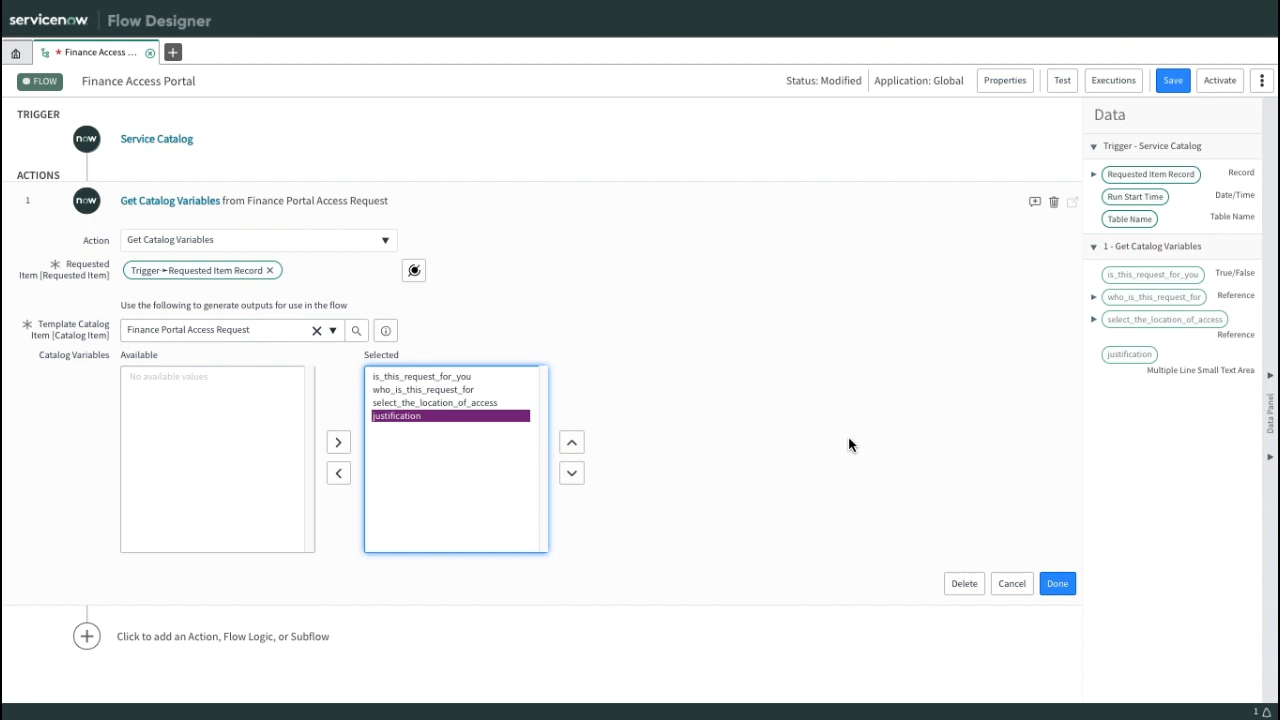 servicenow Flow Designer
* Finance Access ...
FLOW Finance Access Portal Status: Modified Application: Global Properties Test Executions Save Activate
TRIGGER
now Service Catalog
ACTIONS
1 now Get Catalog Variables from Finance Portal Access Request
Action Get Catalog Variables
Requested
Item [Requested Item]
Trigger➛Requested Item Record
Use the following to generate outputs for use in the flow
Template Catalog
Item [Catalog Item]
Finance Portal Access Request
Catalog Variables Available Selected
No available values
is_this_request_for_you
who_is_this_request_for
select_the_location_of_access
justification
Delete Cancel Done
Click to add an Action, Flow Logic, or Subflow
Data
Trigger - Service Catalog
Requested Item Record Record
Run Start Time Date/Time
Table Name Table Name
1 - Get Catalog Variables
is_this_request_for_you True/False
who_is_this_request_for Reference
select_the_location_of_access
Reference
justification
Multiple Line Small Text Area
Data Panel
1